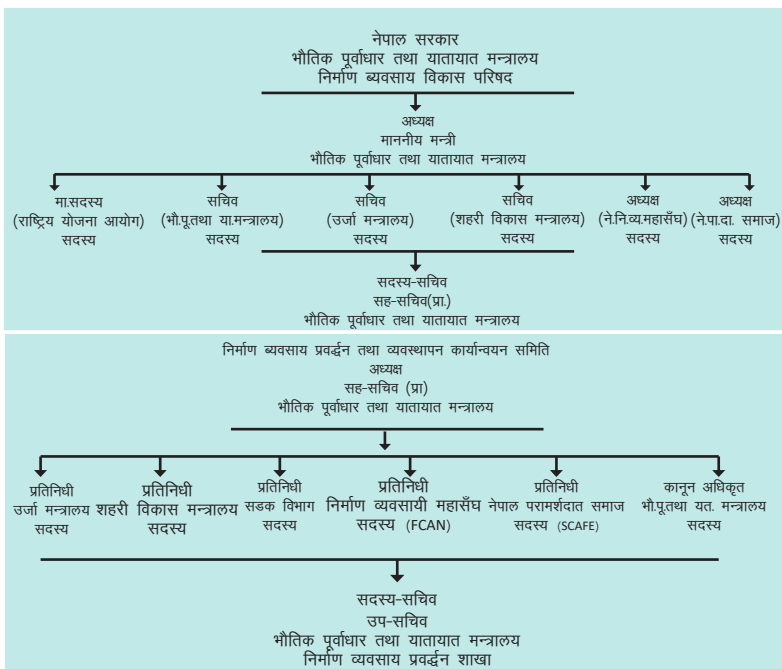 नेपाल सरकार
भौतिक पूर्वाधार तथा यातायात मन्त्रालय
निर्माण ब्यवसाय विकास परिषद
अध्यक्ष
माननीय मन्त्री
भौतिक पूर्वाधार तथा यातायात मन्त्रालय
मा.सदस्य
(राष्ट्रिय योजना आयोग)
सदस्य
सचिव
(भौ.पू.तथा या.मन्त्रालय)
सदस्य
सचिव
(उर्जा मन्त्रालय)
सदस्य
सचिव
(शहरी विकास मन्त्रालय)
सदस्य
अध्यक्ष
(ने.नि.व्य.महासँघ)
सदस्य
अध्यक्ष
(ने.पा.दा. समाज)
सदस्य
सदस्य-सचिव
सह-सचिव(प्रा.)
भौतिक पूर्वाधार तथा यातायात मन्त्रालय
निर्माण ब्यवसाय प्रवर्द्धन तथा व्यवस्थापन कार्यान्वयन समिति
अध्यक्ष
सह-सचिव (प्रा)
भौतिक पूर्वाधार तथा यातायात मन्त्रालय
प्रतिनिधी
उर्जा मन्त्रालय
सदस्य
प्रतिनिधी
शहरी विकास मन्त्रालय
सदस्य
प्रतिनिधी
सडक विभाग
सदस्य
प्रतिनिधी
निर्माण व्यवसायी महासँघ
सदस्य (FCAN)
प्रतिनिधी
नेपाल परामर्शदात समाज
सदस्य (SCAFE)
कानून अधिकृत
भौ.पू.तथा यत. मन्त्रालय
सदस्य
सदस्य-सचिव
उप-सचिव
भौतिक पूर्वाधार तथा यातायात मन्त्रालय
निर्माण व्यवसाय प्रवर्द्धन शाखा